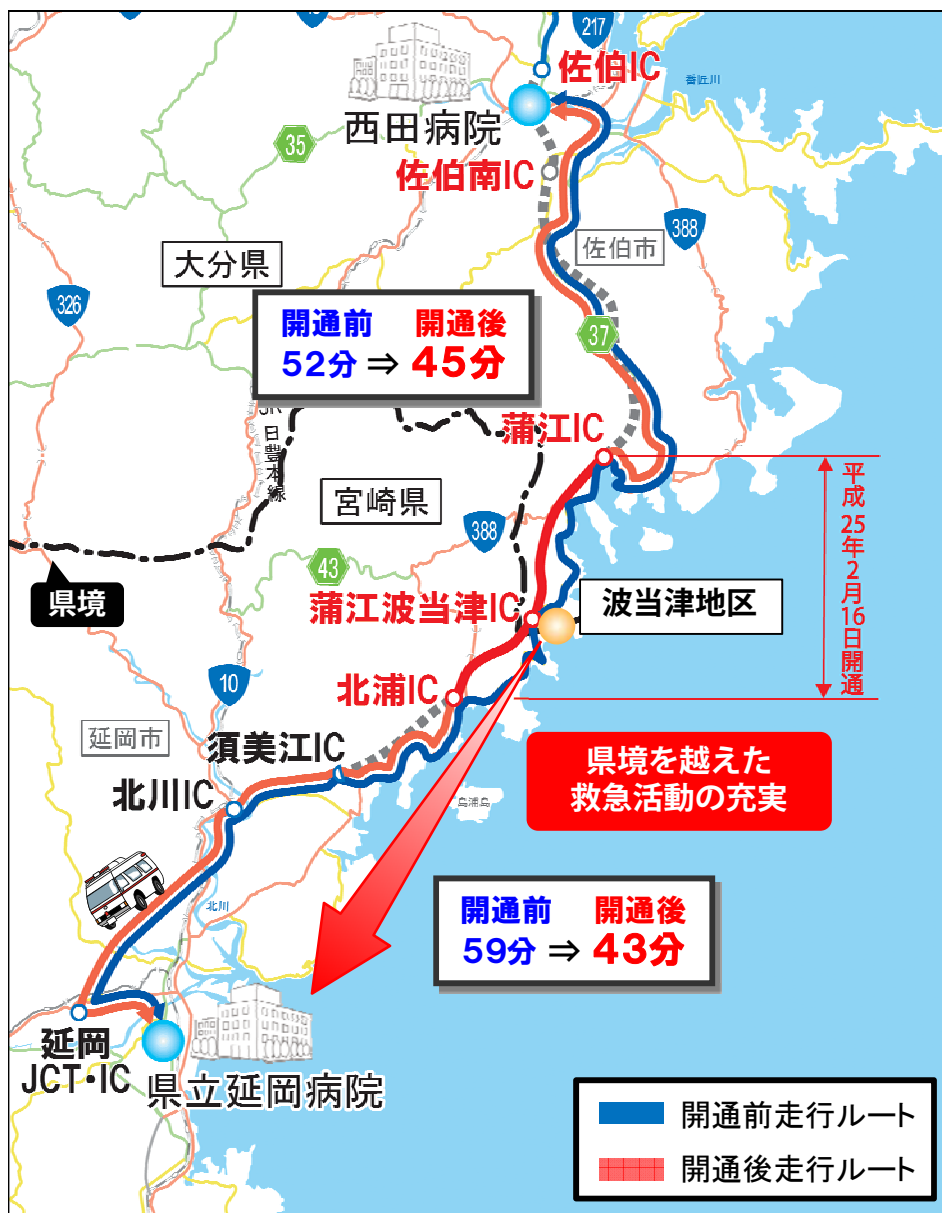 217
佐伯IC
番匠川
西田病院
35
佐伯南IC
388
佐伯市
大分県
326
開通前 開通後
52分 ⇒ 45分
37
JR
日豊本線
蒲江IC
宮崎県
388
平成25年2月16日開通
43
県境
蒲江波当津IC
波当津地区
10
北浦IC
延岡市
須美江IC
県境を越えた
救急活動の充実
北川IC
島浦島
開通前 開通後
59分 ⇒ 43分
北川
延岡
JCT・IC
県立延岡病院
開通前走行ルート
開通後走行ルート